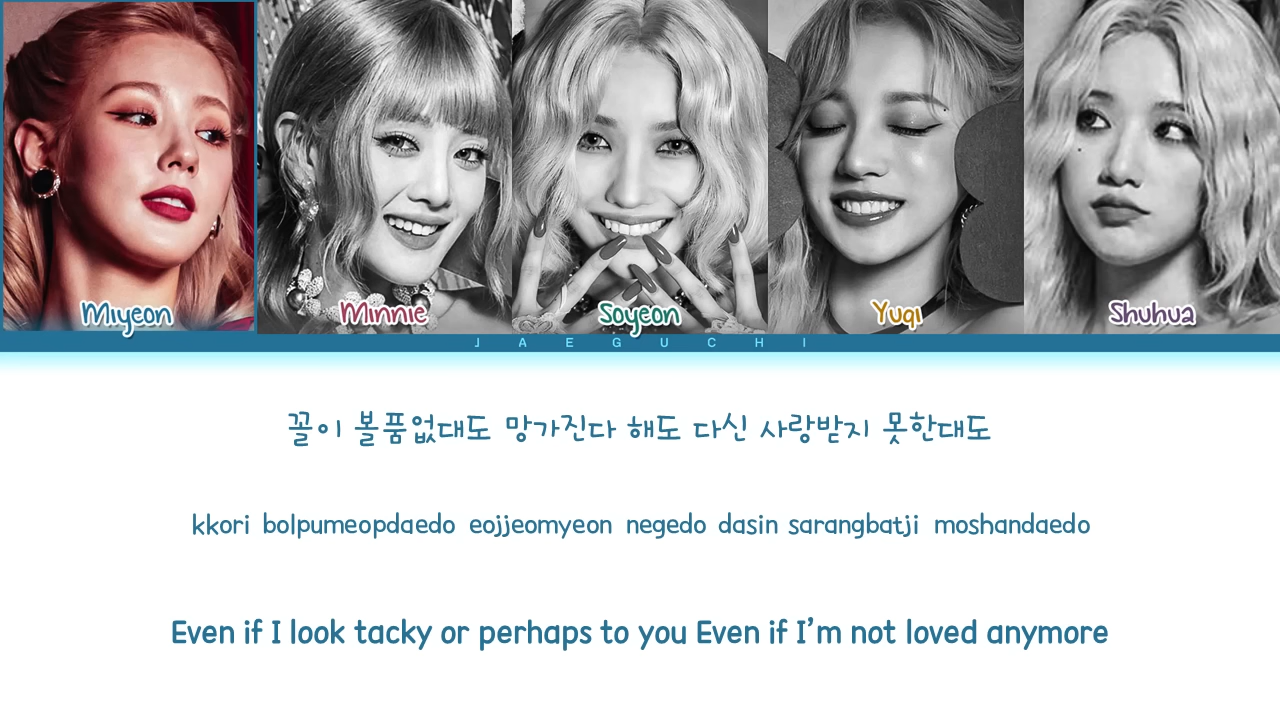 Miyeon Minnie Soyeon Yuqi Shuhua
JAEGUCHI
꼴이 볼품없대도 망가진다 해도 다신 사랑받지 못한대도
kkori bolpumeopdaedo eojjeomyeon negedo dasin sarangbatji moshandaedo
Even if I look tacky or perhaps to you Even if I’m not loved anymore